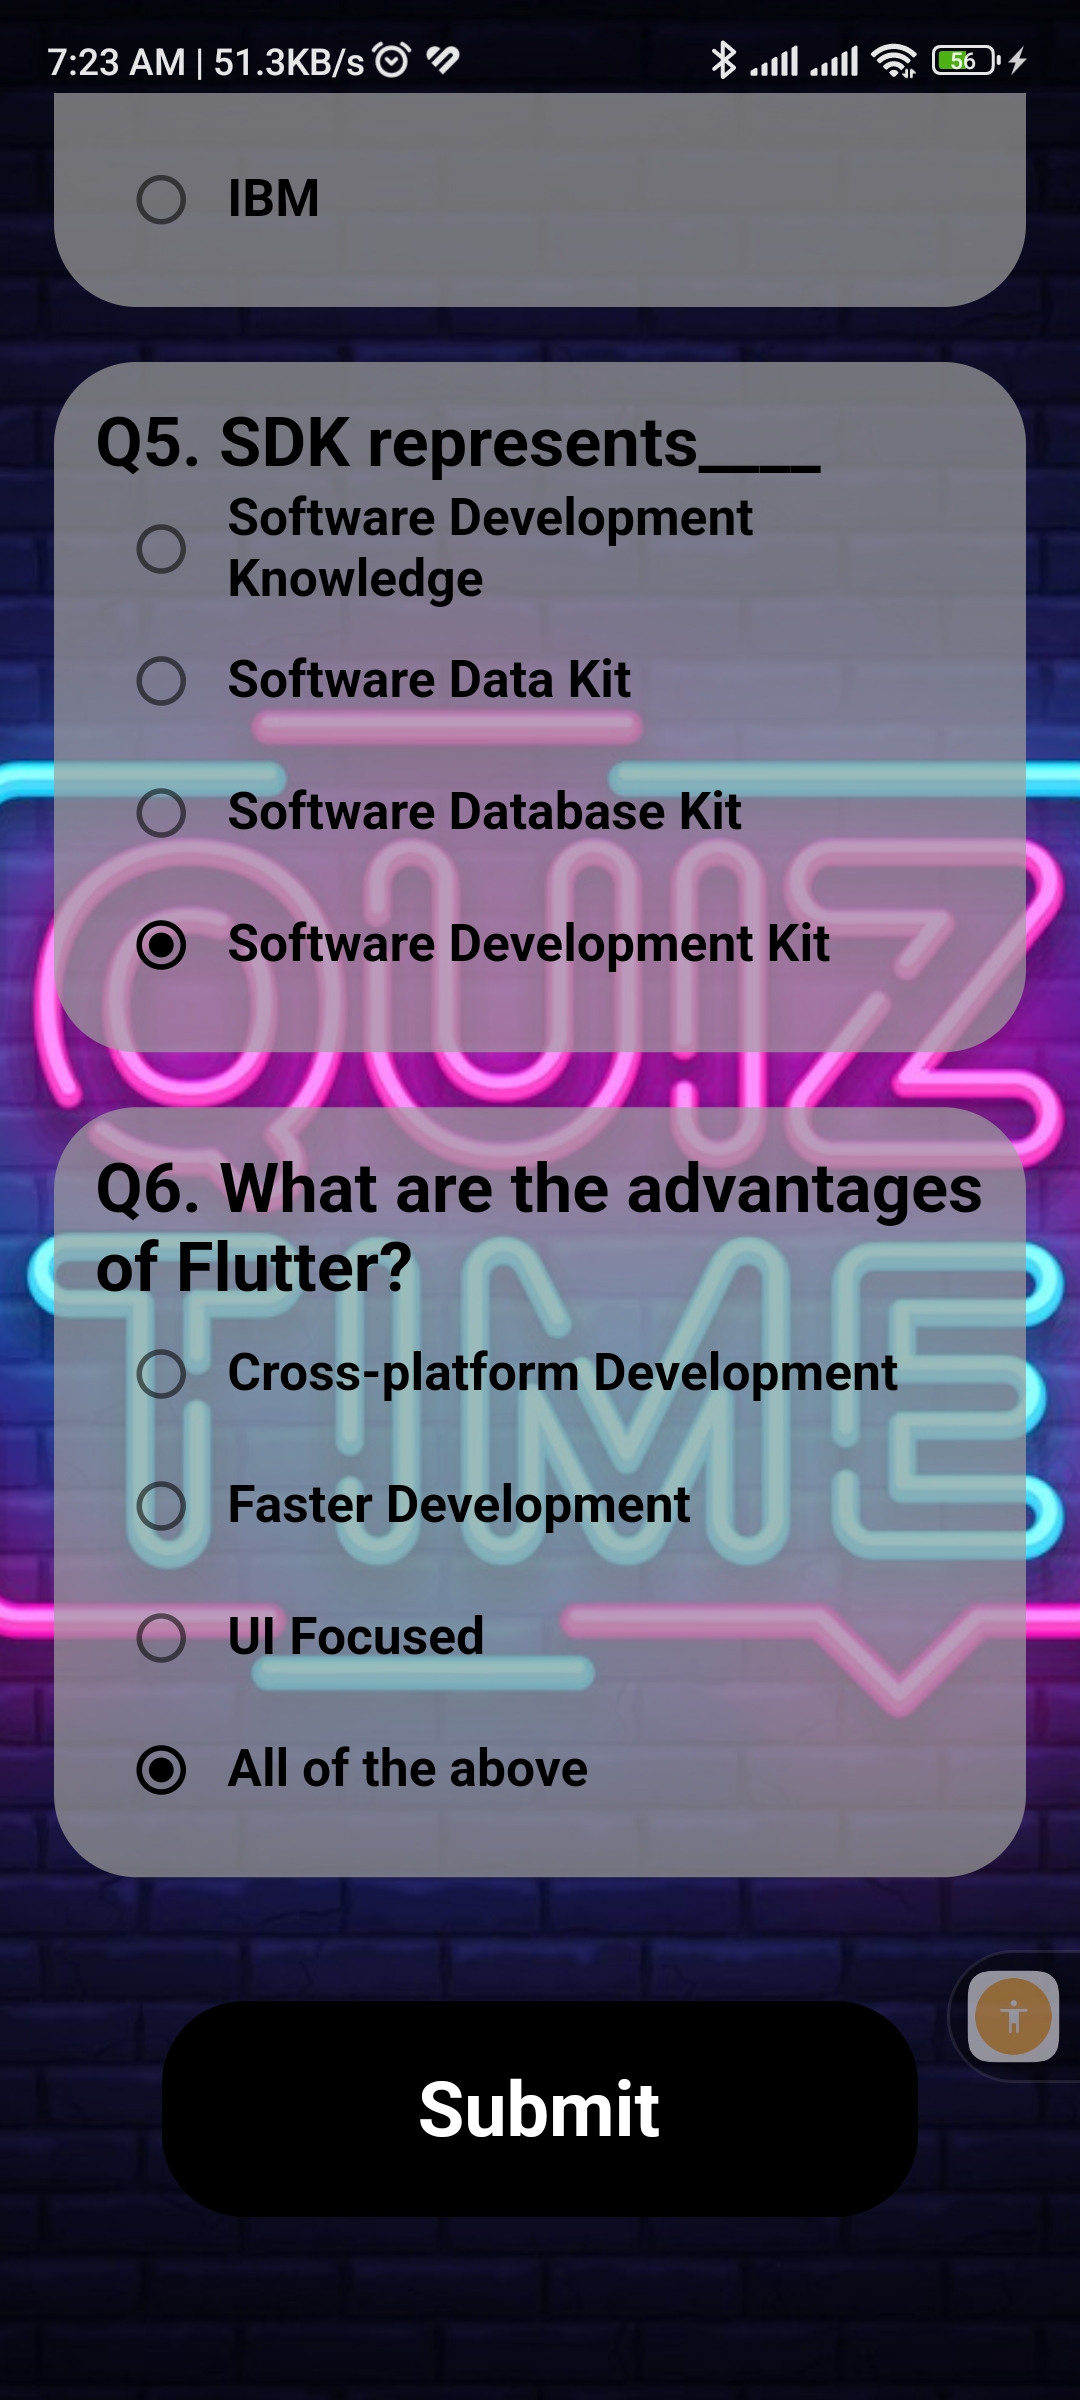 7:23 AM | 51.3KB/s 56
IBM
Q5. SDK represents____
Software Development
Knowledge
Software Data Kit
Software Database Kit
Software Development Kit
QUIZ
Q6. What are the advantages
of Flutter?
TIME
Cross-platform Development
Faster Development
UI Focused
All of the above
Submit